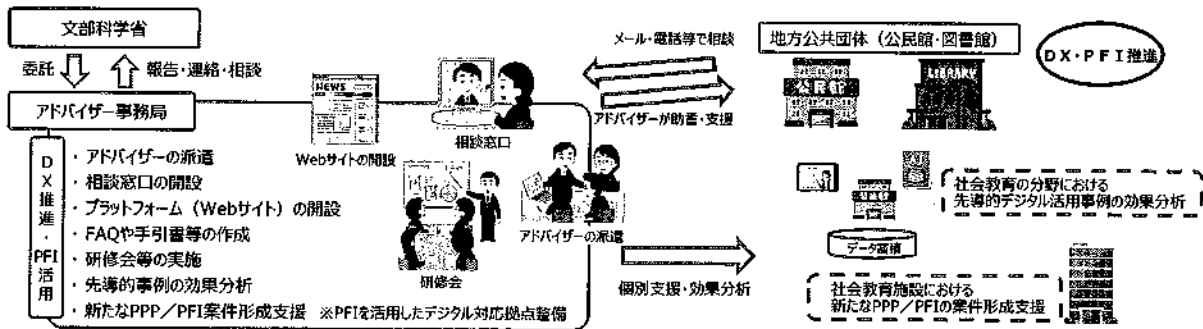 文部科学省
委託
報告・連絡・相談
アドバイザー事務局
DX推進・PFI活用
・アドバイザーの派遣
・相談窓口の開設
・プラットフォーム（Webサイト）の開設
・FAQや手引書等の作成
・研修会等の実施
・先導的事例の効果分析
・新たなPPP／PFI案件形成支援 ※PFIを活用したデジタル対応拠点整備
NEWS
Webサイトの開設
相談窓口
研修会
アドバイザーの派遣
メール・電話等で相談
アドバイザーが助言・支援
個別支援・効果分析
地方公共団体（公民館・図書館）
公民館
LIBRARY
DX・PFI推進
社会教育の分野における
先導的デジタル活用事例の効果分析
データ蓄積
社会教育施設における
新たなPPP／PFIの案件形成支援